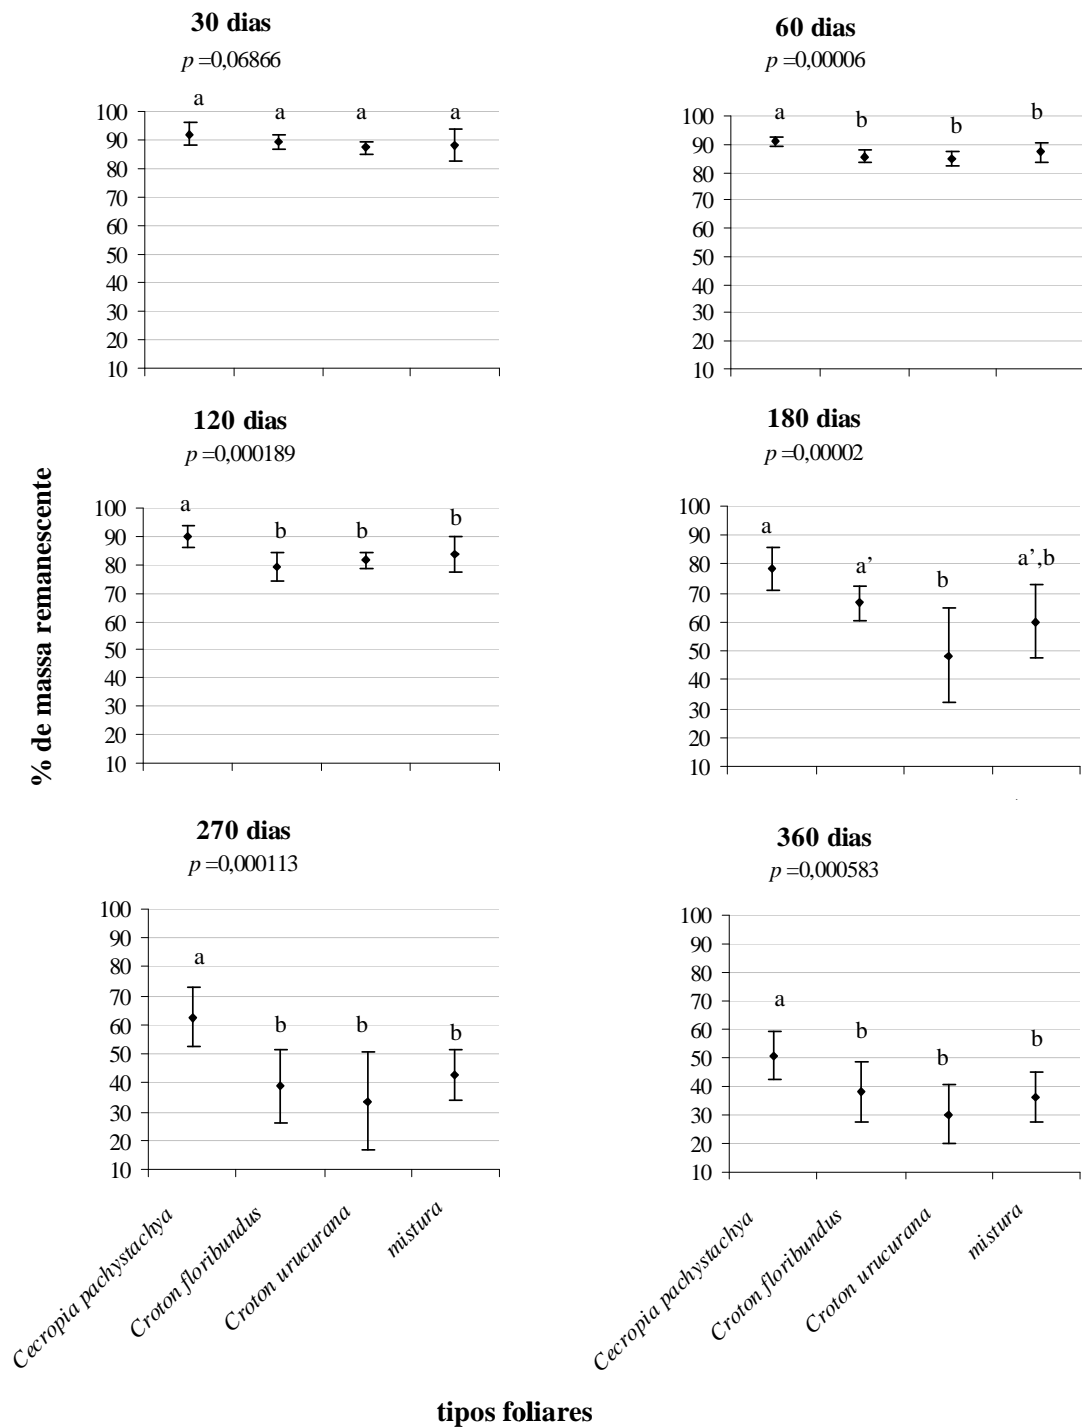 30 dias
p =0,06866
a a a a
100
90
80
70
60
50
40
30
20
10
60 dias
p =0,00006
a b b b
100
90
80
70
60
50
40
30
20
10
% de massa remanescente
120 dias
p =0,000189
a b b b
100
90
80
70
60
50
40
30
20
10
180 dias
p =0,00002
a a’ b a’,b
100
90
80
70
60
50
40
30
20
10
270 dias
p =0,000113
a b b b
100
90
80
70
60
50
40
30
20
10
Cecropia pachystachya
Croton floribundus
Croton urucurana
mistura
360 dias
p =0,000583
a b b b
100
90
80
70
60
50
40
30
20
10
Cecropia pachystachya
Croton floribundus
Croton urucurana
mistura
tipos foliares